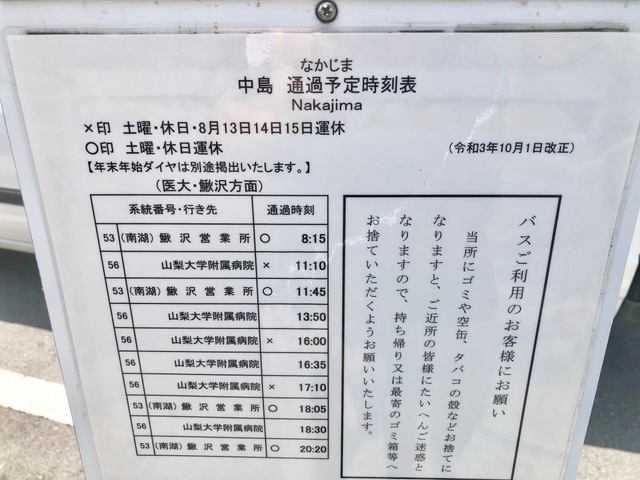 なかじま
中島　通過予定時刻表
Nakajima
×印　土曜・休日・8月13日14日15日運休
○印　土曜・休日運休
（令和3年10月1日改正）
【年末年始ダイヤは別途掲出いたします。】
（医大・鰍沢方面）
系統番号・行き先　通過時刻
53 （南湖）鰍沢営業所　○　8:15
56 山梨大学附属病院　×　11:10
53 （南湖）鰍沢営業所　○　11:45
56 山梨大学附属病院　13:50
56 山梨大学附属病院　×　16:00
56 山梨大学附属病院　16:35
56 山梨大学附属病院　×　17:10
53 （南湖）鰍沢営業所　○　18:05
56 山梨大学附属病院　18:30
53 （南湖）鰍沢営業所　○　20:20
バスご利用のお客様にお願い
当所にゴミや空缶、タバコの殻などお捨てに
なりますと、ご近所の皆様にたいへんご迷惑と
なりますので、持ち帰り又は最寄のゴミ箱等へ
お捨ていただくようお願いいたします。